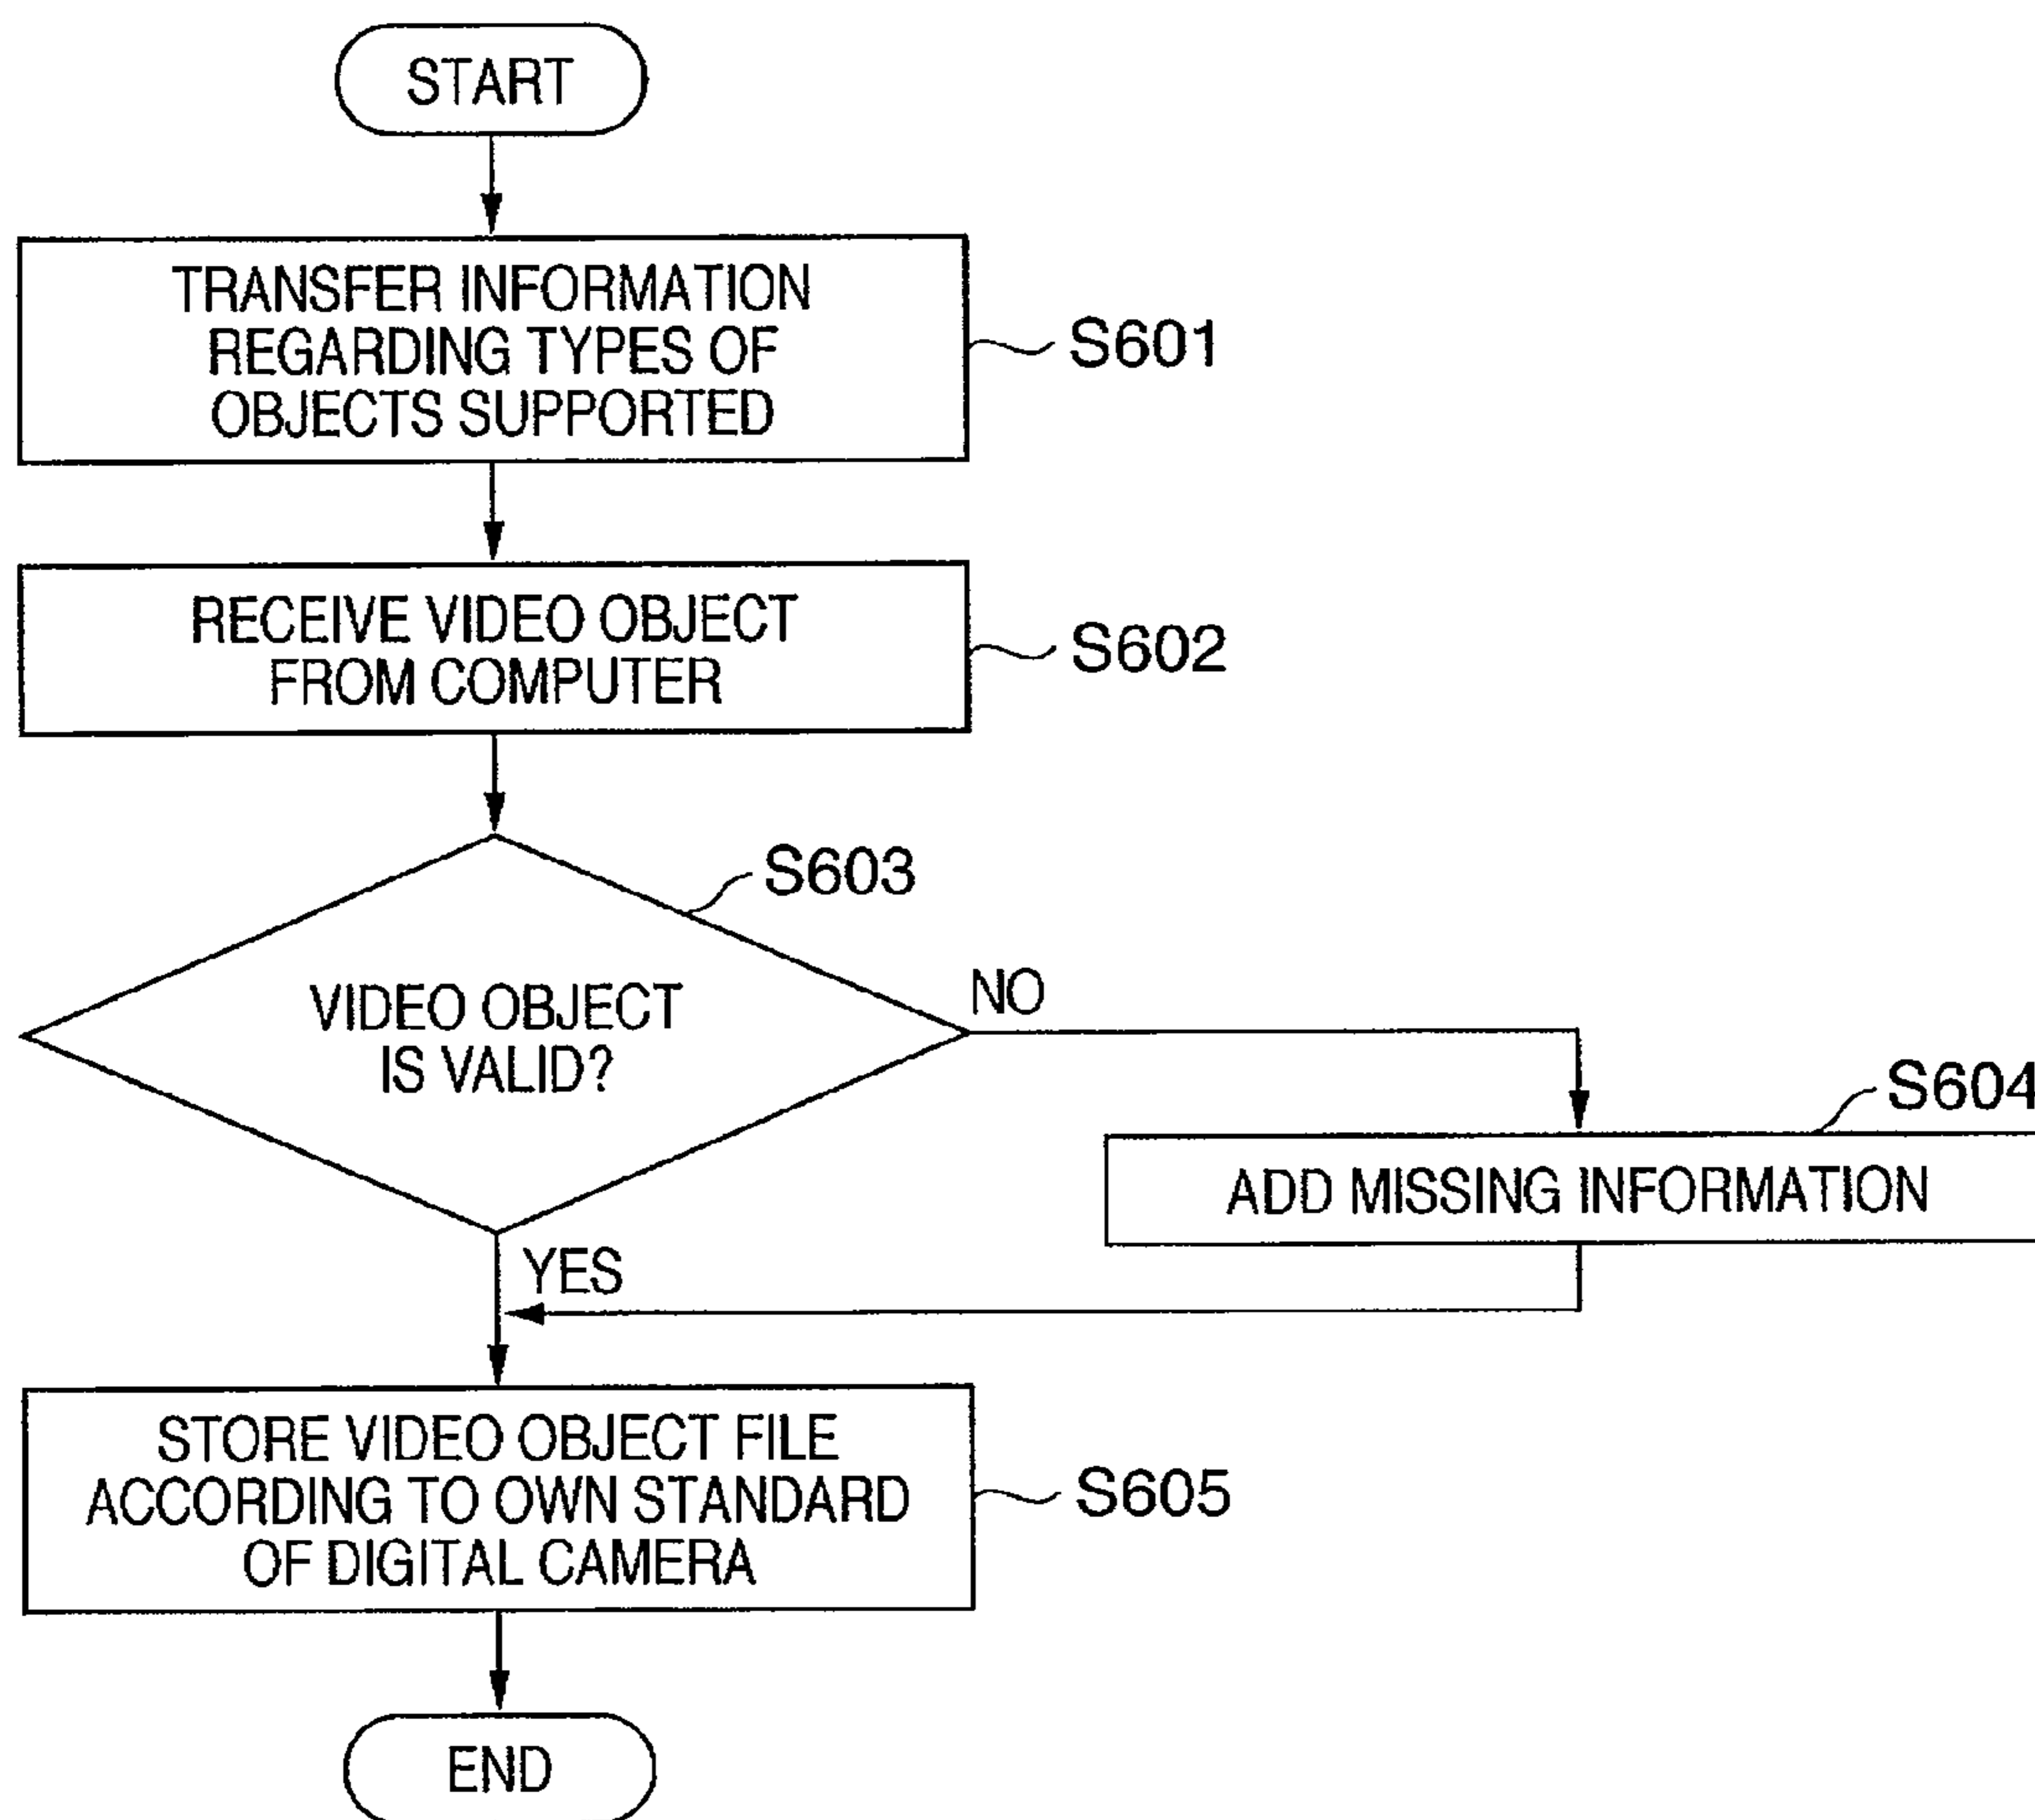 START
TRANSFER INFORMATION
REGARDING TYPES OF
OBJECTS SUPPORTED
S601
RECEIVE VIDEO OBJECT
FROM COMPUTER
S602
S603
VIDEO OBJECT
IS VALID?
NO
S604
ADD MISSING INFORMATION
YES
STORE VIDEO OBJECT FILE
ACCORDING TO OWN STANDARD
OF DIGITAL CAMERA
S605
END